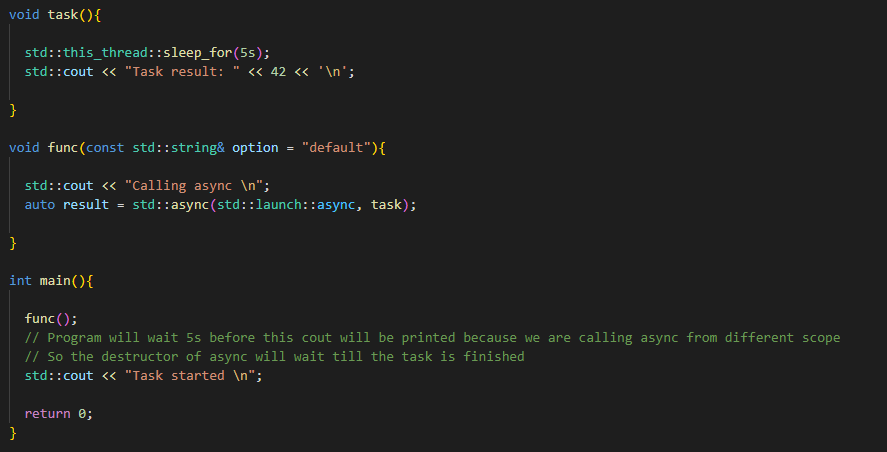 void task(){
std::this_thread::sleep_for(5s);
std::cout << "Task result: " << 42 << '\n';
}
void func(const std::string& option = "default"){
std::cout << "Calling async \n";
auto result = std::async(std::launch::async, task);
}
int main(){
func();
// Program will wait 5s before this cout will be printed because we are calling async from different scope
// So the destructor of async will wait till the task is finished
std::cout << "Task started \n";
return 0;
}